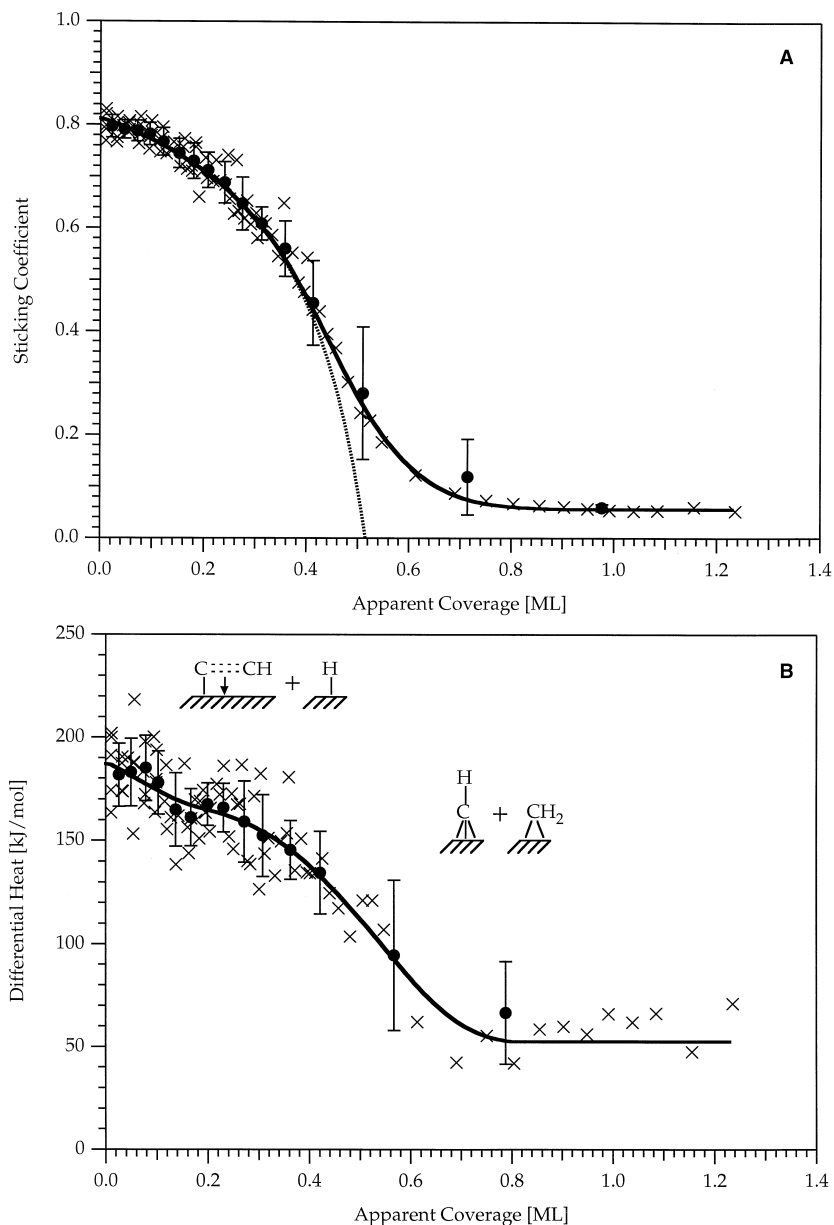 A
1.0
0.8
0.6
0.4
0.2
0.0
Sticking Coefficient
0.0 0.2 0.4 0.6 0.8 1.0 1.2 1.4
Apparent Coverage [ML]
B
250
200
150
100
50
0
Differential Heat [kJ/mol]
C CH + H
H
C + CH2
0.0 0.2 0.4 0.6 0.8 1.0 1.2 1.4
Apparent Coverage [ML]